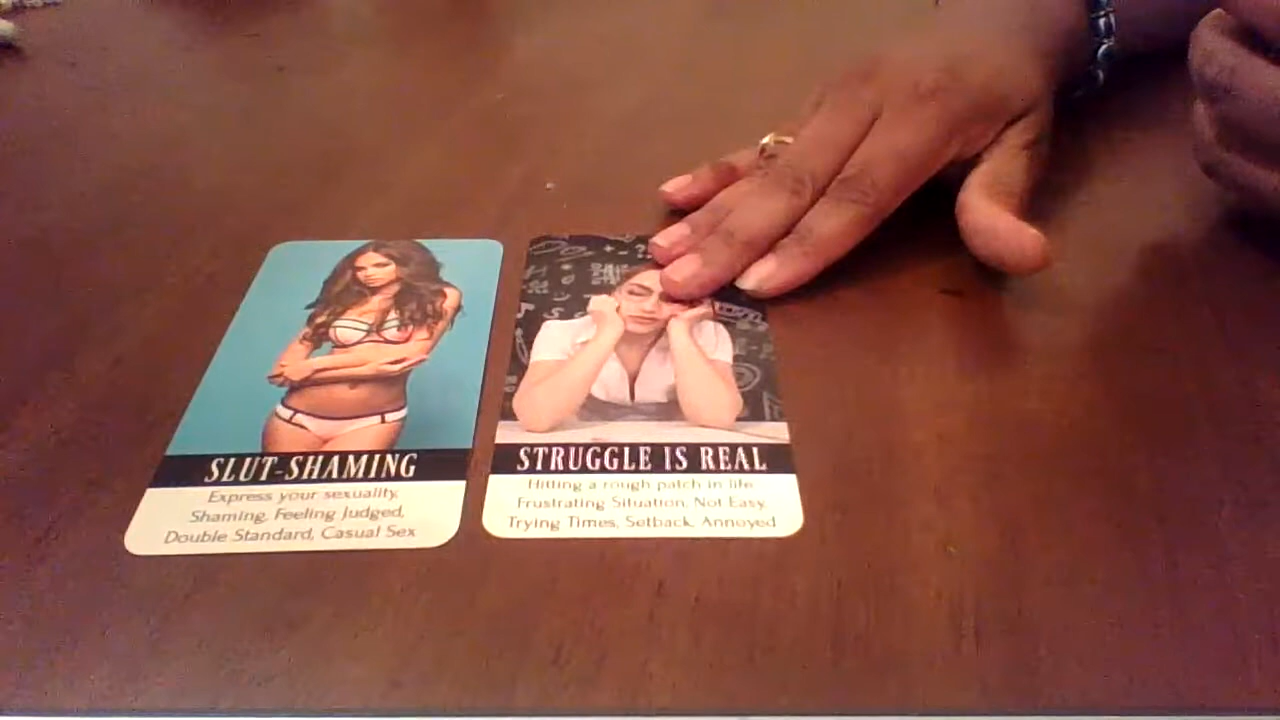 SLUT-SHAMING
Express your sexuality,
Shaming, Feeling Judged,
Double Standard, Casual Sex
STRUGGLE IS REAL
Hitting a rough patch in life
Frustrating Situation, Not Easy,
Trying Times, Setback, Annoyed